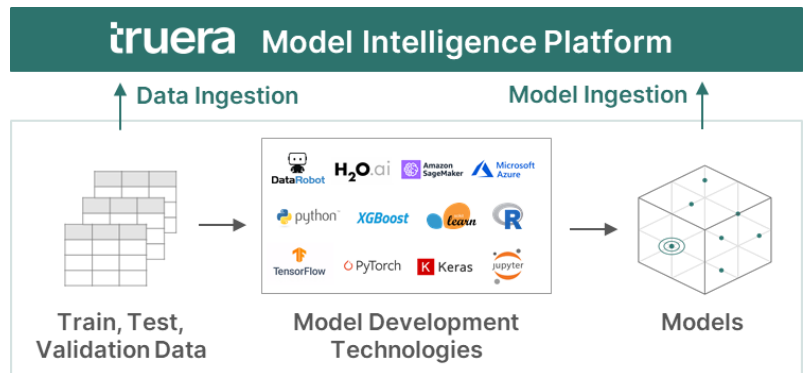 truera Model Intelligence Platform
Data Ingestion
Model Ingestion
DataRobot
H2O.ai
Amazon
SageMaker
Microsoft
Azure
python
XGBoost
learn
R
TensorFlow
PyTorch
K Keras
jupyter
Train, Test,
Validation Data
Model Development
Technologies
Models